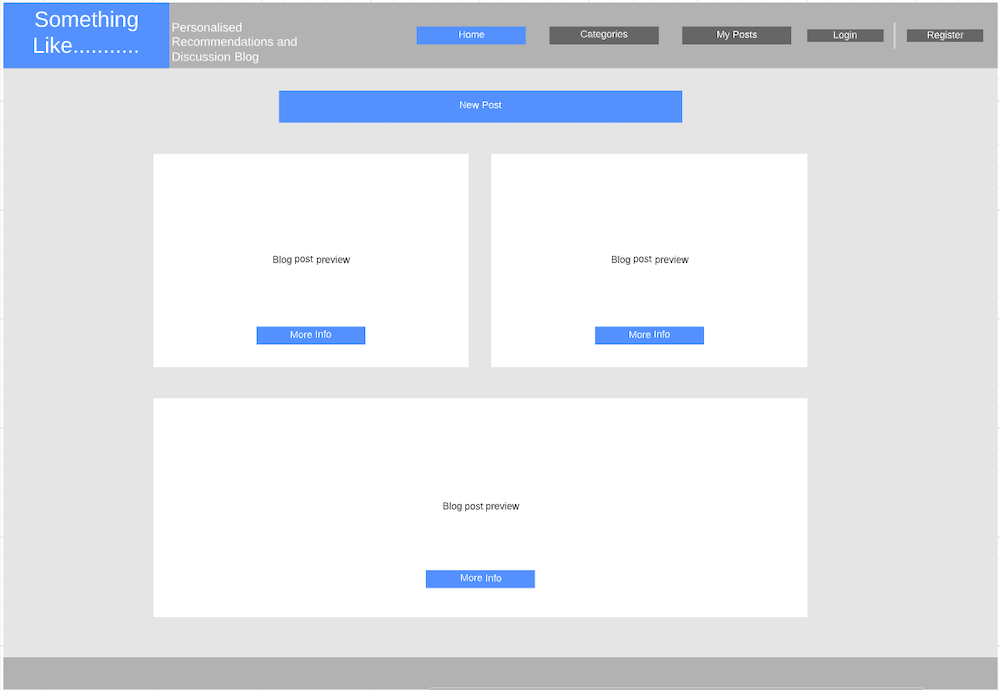 Something
Like...........
Personalised
Recommendations and
Discussion Blog
Home
Categories
My Posts
Login
Register
New Post
Blog post preview
Blog post preview
More Info
More Info
Blog post preview
More Info